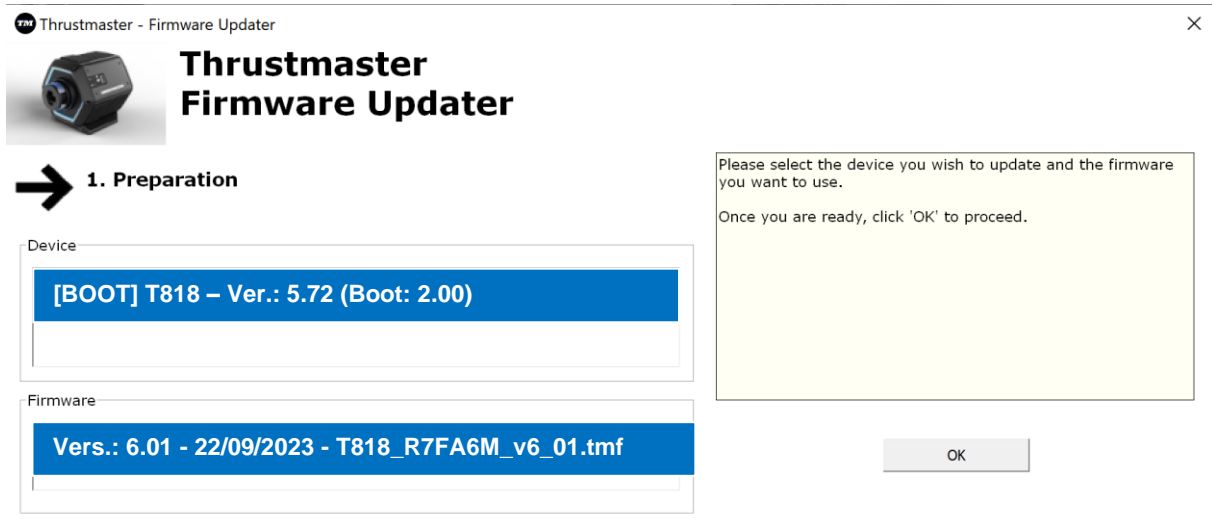 TM Thrustmaster - Firmware Updater
Thrustmaster
Firmware Updater
1. Preparation
Please select the device you wish to update and the firmware
you want to use.
Once you are ready, click 'OK' to proceed.
Device
[BOOT] T818 – Ver.: 5.72 (Boot: 2.00)
Firmware
Vers.: 6.01 - 22/09/2023 - T818_R7FA6M_v6_01.tmf
OK